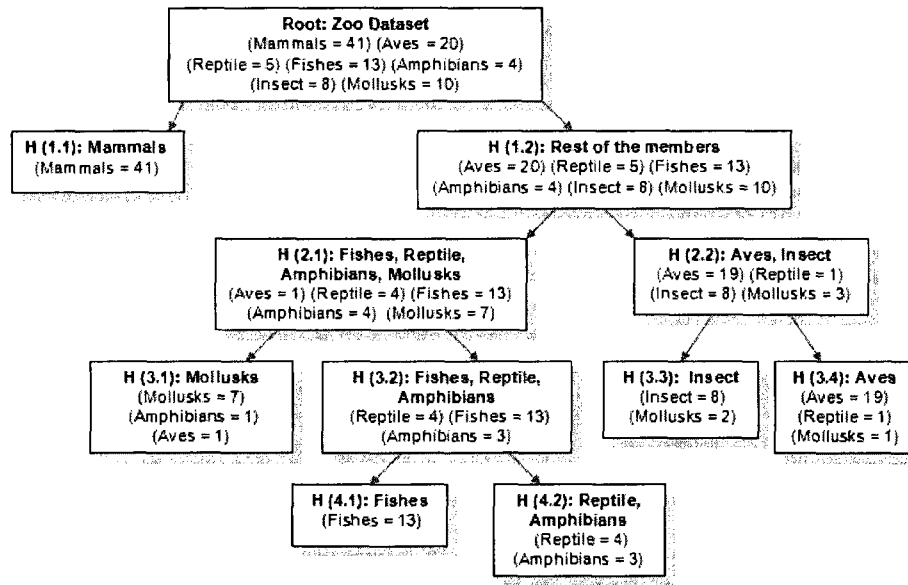 Root: Zoo Dataset
(Mammals = 41) (Aves = 20)
(Reptile = 5) (Fishes = 13) (Amphibians = 4)
(Insect = 8) (Mollusks = 10)
H (1.1): Mammals
(Mammals = 41)
H (1.2): Rest of the members
(Aves = 20) (Reptile = 5) (Fishes = 13)
(Amphibians = 4) (Insect = 8) (Mollusks = 10)
H (2.1): Fishes, Reptile,
Amphibians, Mollusks
(Aves = 1) (Reptile = 4) (Fishes = 13)
(Amphibians = 4) (Mollusks = 7)
H (2.2): Aves, Insect
(Aves = 19) (Reptile = 1)
(Insect = 8) (Mollusks = 3)
H (3.1): Mollusks
(Mollusks = 7)
(Amphibians = 1)
(Aves = 1)
H (3.2): Fishes, Reptile,
Amphibians
(Reptile = 4) (Fishes = 13)
(Amphibians = 3)
H (3.3): Insect
(Insect = 8)
(Mollusks = 2)
H (3.4): Aves
(Aves = 19)
(Reptile = 1)
(Mollusks = 1)
H (4.1): Fishes
(Fishes = 13)
H (4.2): Reptile,
Amphibians
(Reptile = 4)
(Amphibians = 3)